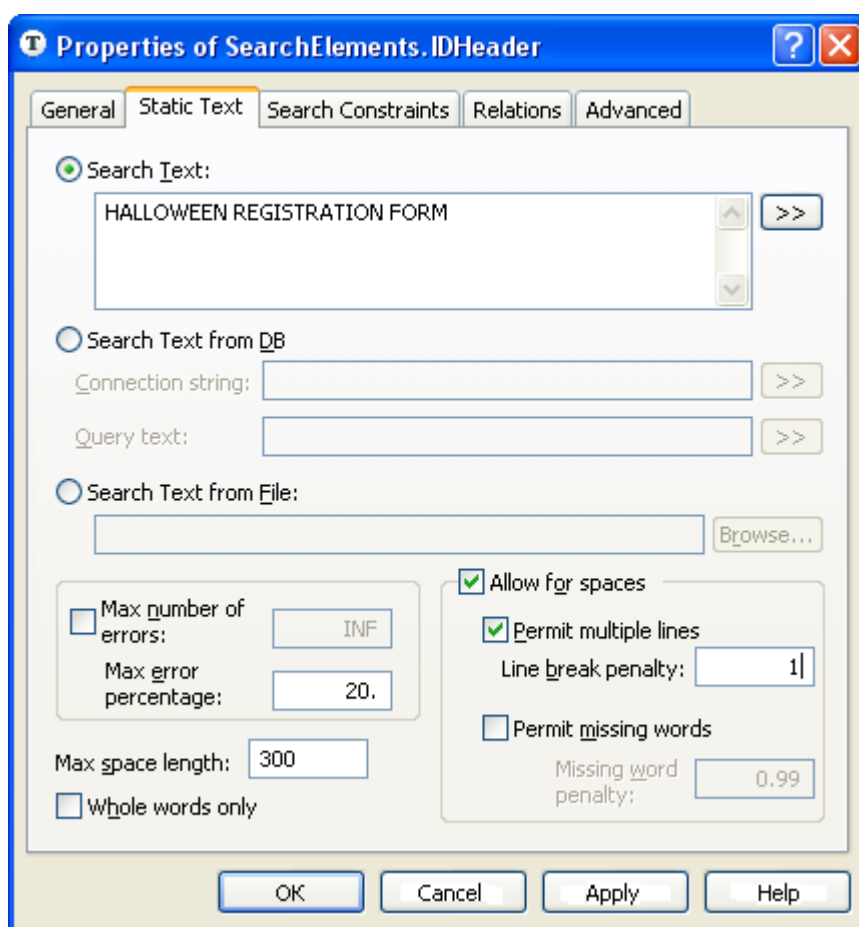 T Properties of SearchElements.IDHeader ? X
General Static Text Search Constraints Relations Advanced
Search Text:
HALLOWEEN REGISTRATION FORM >>
Search Text from DB
Connection string: >>
Query text: >>
Search Text from File:
Browse...
Max number of errors: INF
Max error percentage: 20.
Max space length: 300
Whole words only
Allow for spaces
Permit multiple lines
Line break penalty: 1
Permit missing words
Missing word penalty: 0.99
OK Cancel Apply Help